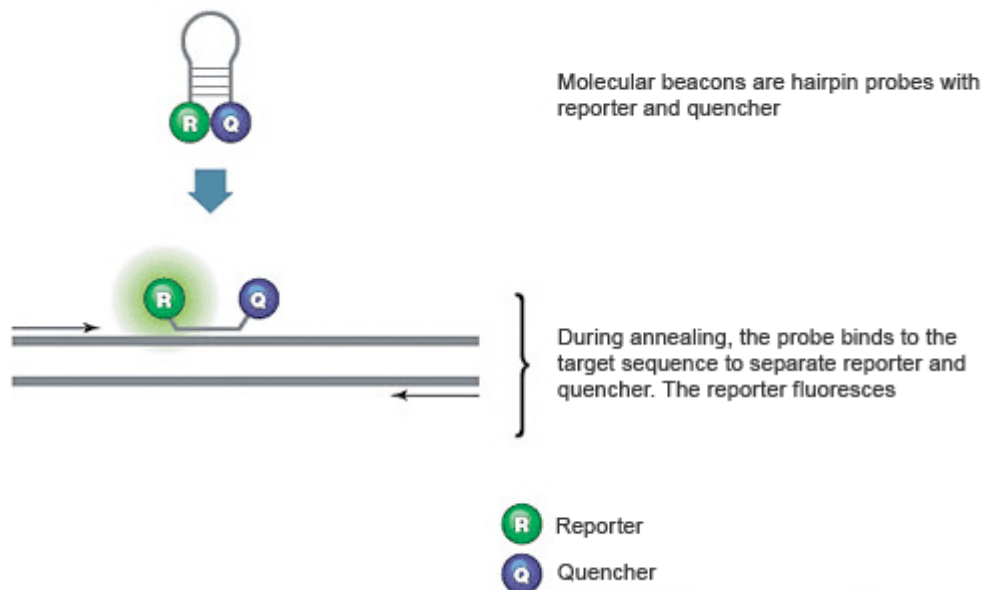 Molecular beacons are hairpin probes with
reporter and quencher
R Q
R Q
During annealing, the probe binds to the
target sequence to separate reporter and
quencher. The reporter fluoresces
R Reporter
Q Quencher